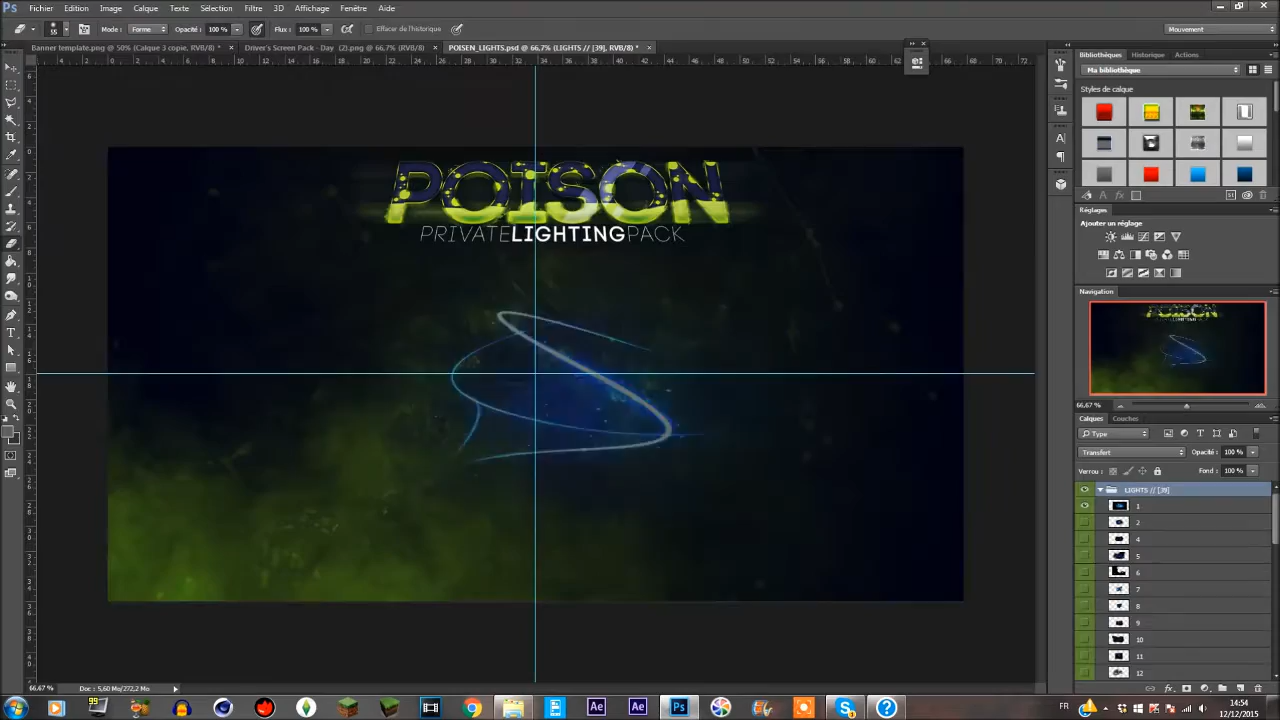 Ps Fichier Edition Image Calque Texte Sélection Filtre 3D Affichage Fenêtre Aide
55 Mode : Forme Opacité : 100 % Flux : 100 % Effacer de l'historique Mouvement
Banner template.png @ 50% (Calque 3 copie, RVB/8) * × Driver's Screen Pack - Day (2).png @ 66,7% (RVB/8) × POISEN_LIGHTS.psd @ 66,7% (LIGHTS // [39], RVB/8) * ×
POISON
PRIVATELIGHTINGPACK
Bibliothèques Historique Actions
Ma bibliothèque
Styles de calque
Réglages
Ajouter un réglage
Navigation
66,67 %
Calques Couches
Type
Transfert Opacité : 100 %
Verrou : Fond : 100 %
LIGHTS // [39]
1
2
4
5
6
7
8
9
10
11
12
66,67 % Doc : 5,60 Mo/272,2 Mo
FR 14:54
12/12/2015